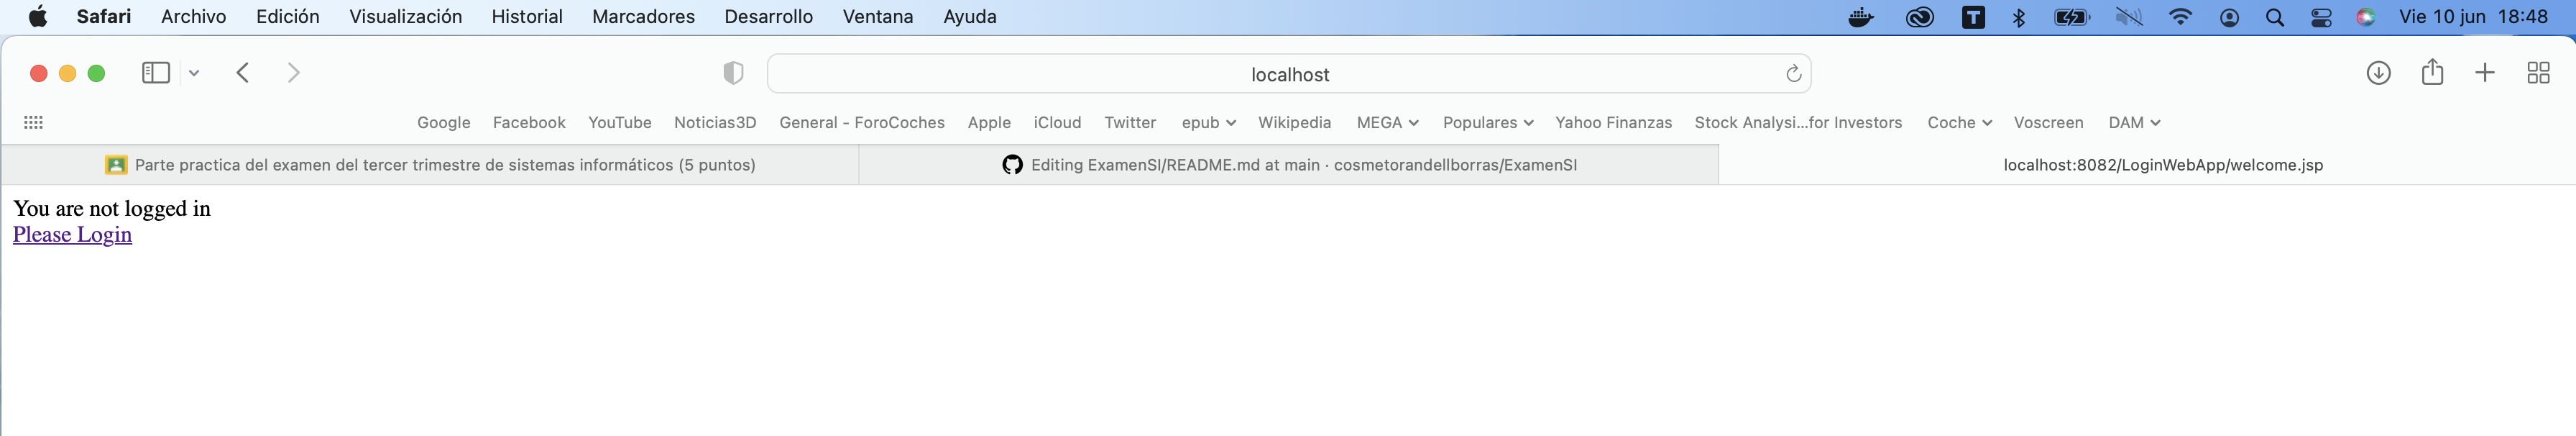 Safari Archivo Edición Visualización Historial Marcadores Desarrollo Ventana Ayuda T Vie 10 jun 18:48
localhost
Google Facebook YouTube Noticias3D General - ForoCoches Apple iCloud Twitter epub Wikipedia MEGA Populares Yahoo Finanzas Stock Analysi...for Investors Coche Voscreen DAM
Parte practica del examen del tercer trimestre de sistemas informáticos (5 puntos) Editing ExamenSI/README.md at main · cosmetorandellborras/ExamenSI localhost:8082/LoginWebApp/welcome.jsp
You are not logged in
Please Login